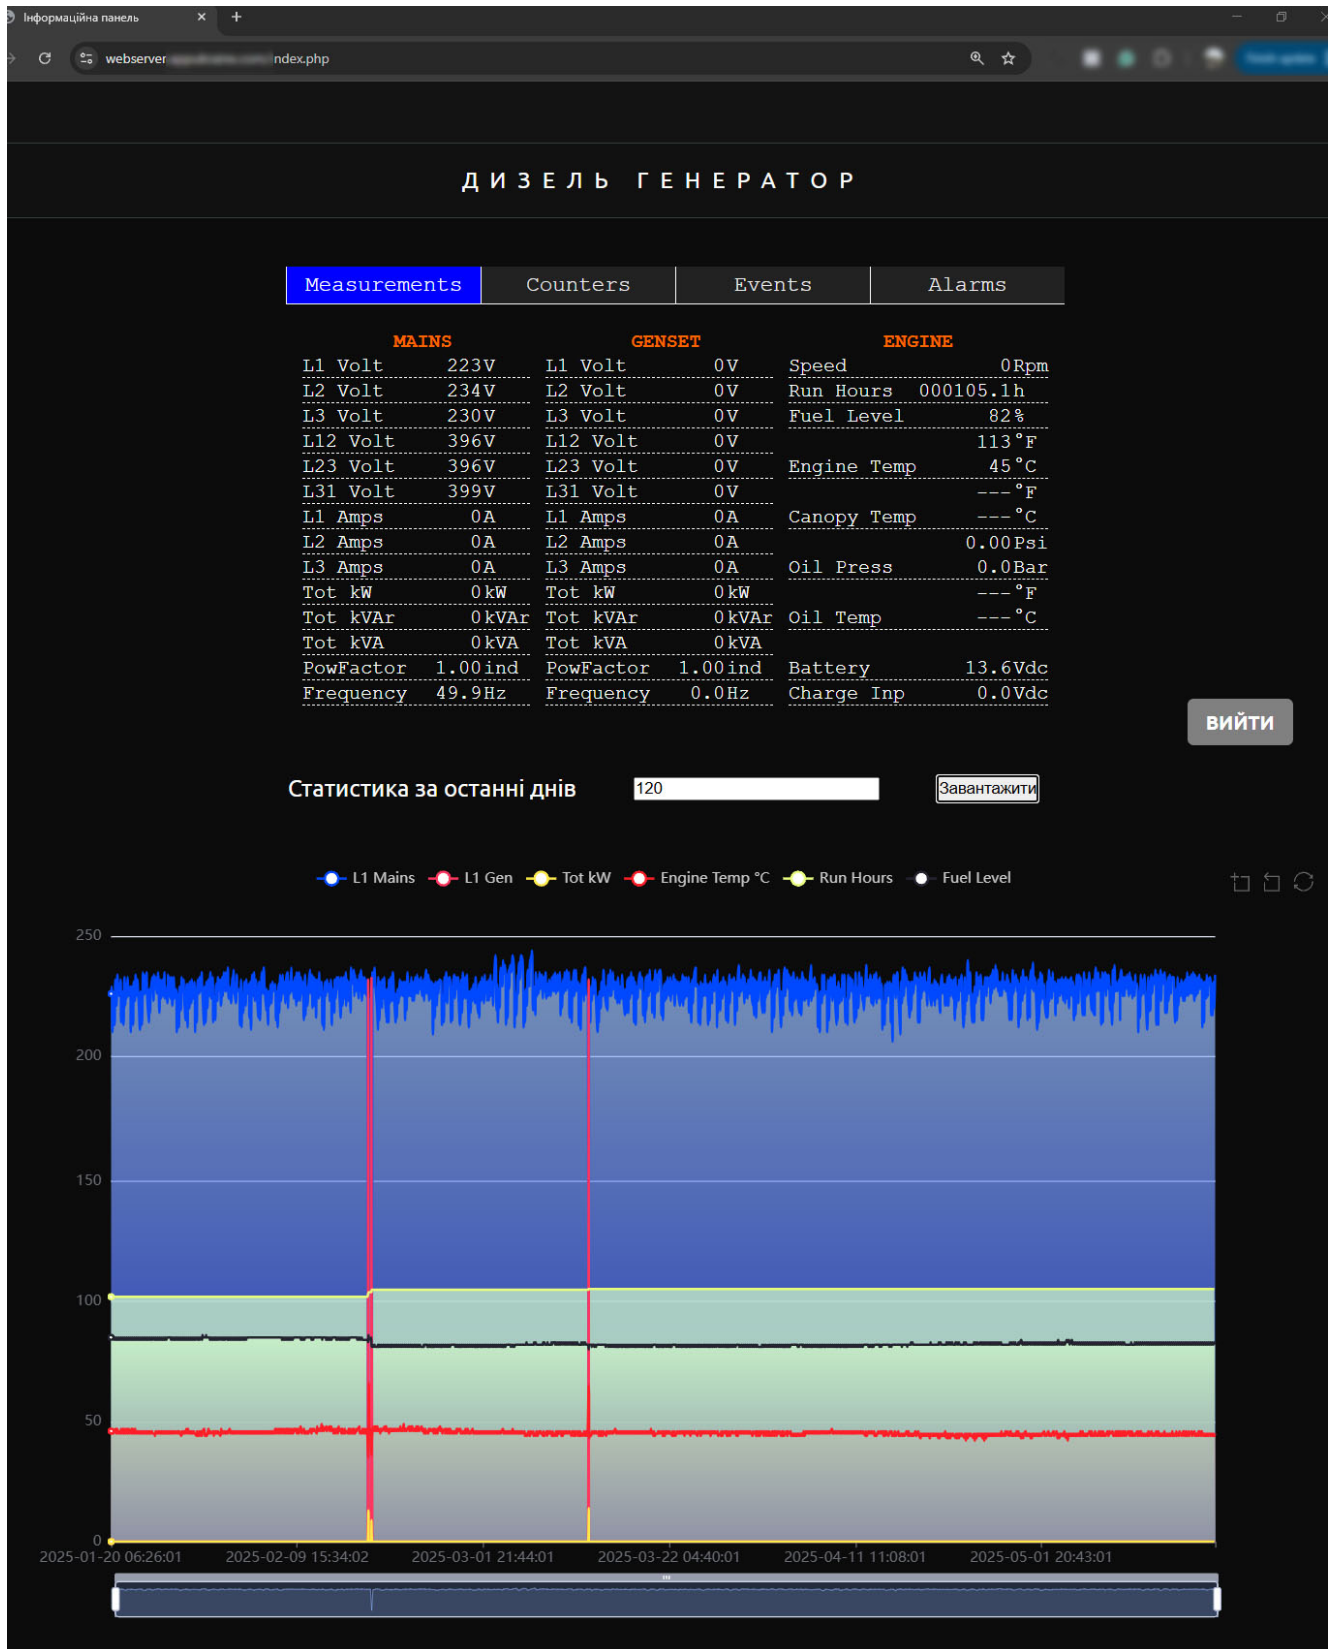 Інформаційна панель
webserver ndex.php
ДИЗЕЛЬ ГЕНЕРАТОР
Measurements Counters Events Alarms
MAINS GENSET ENGINE
L1 Volt 223V L1 Volt 0V Speed 0Rpm
L2 Volt 234V L2 Volt 0V Run Hours 000105.1h
L3 Volt 230V L3 Volt 0V Fuel Level 82%
L12 Volt 396V L12 Volt 0V 113°F
L23 Volt 396V L23 Volt 0V Engine Temp 45°C
L31 Volt 399V L31 Volt 0V ---°F
L1 Amps 0A L1 Amps 0A Canopy Temp ---°C
L2 Amps 0A L2 Amps 0A 0.00Psi
L3 Amps 0A L3 Amps 0A Oil Press 0.0Bar
Tot kW 0kW Tot kW 0kW ---°F
Tot kVAr 0kVAr Tot kVAr 0kVAr Oil Temp ---°C
Tot kVA 0kVA Tot kVA 0kVA
PowFactor 1.00ind PowFactor 1.00ind Battery 13.6Vdc
Frequency 49.9Hz Frequency 0.0Hz Charge Inp 0.0Vdc
ВИЙТИ
Статистика за останні днів 120 Завантажити
L1 Mains L1 Gen Tot kW Engine Temp °C Run Hours Fuel Level
250
200
150
100
50
0
2025-01-20 06:26:01 2025-02-09 15:34:02 2025-03-01 21:44:01 2025-03-22 04:40:01 2025-04-11 11:08:01 2025-05-01 20:43:01